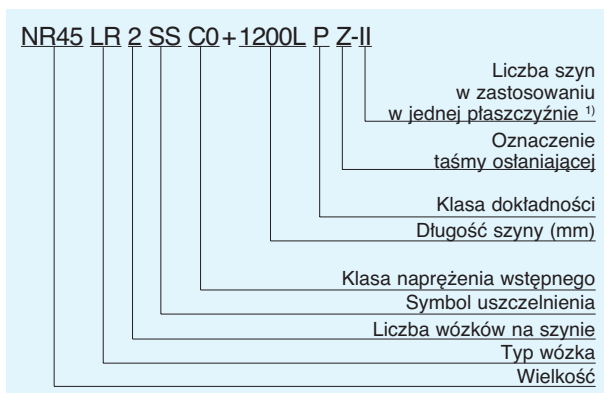 NR45 LR 2 SS C0+1200L P Z-II
Liczba szyn
w zastosowaniu
w jednej płaszczyźnie ¹⁾
Oznaczenie
taśmy osłaniającej
Klasa dokładności
Długość szyny (mm)
Klasa naprężenia wstępnego
Symbol uszczelnienia
Liczba wózków na szynie
Typ wózka
Wielkość